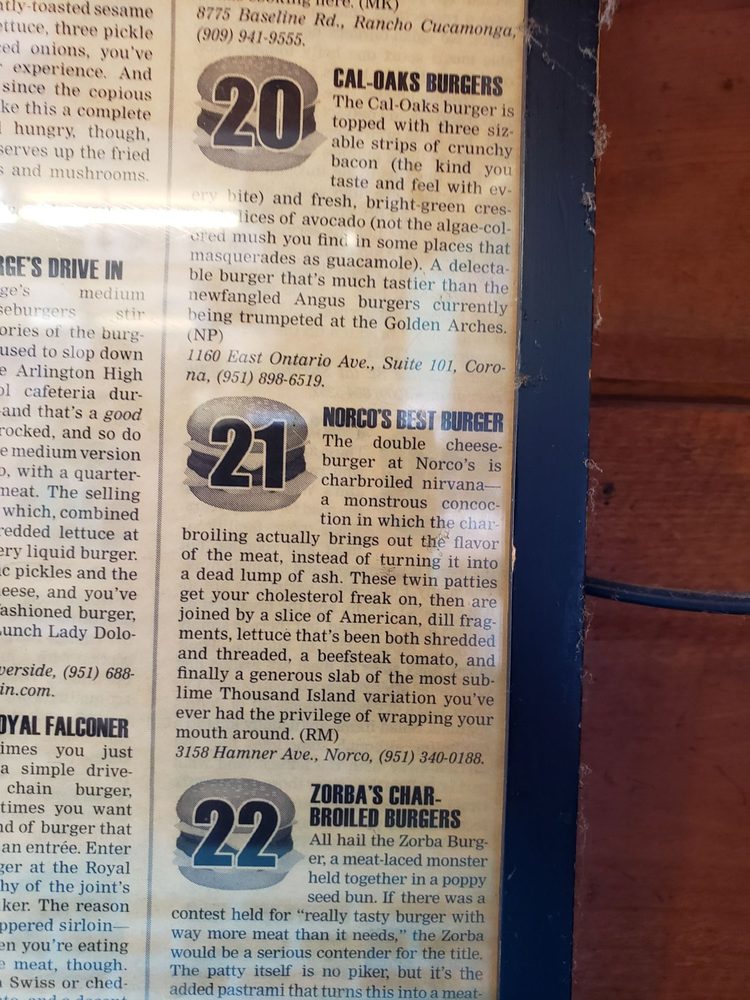 ntly-toasted sesame
ettuce, three pickle
ced onions, you've
experience. And
since the copious
ke this a complete
hungry, though,
serves up the fried
s and mushrooms.
RGE'S DRIVE IN
ge's medium
seburgers stir
ories of the burg-
used to slop down
e Arlington High
ol cafeteria dur-
and that's a good
rocked, and so do
e medium version
o, with a quarter-
meat. The selling
which, combined
redded lettuce at
ery liquid burger.
ic pickles and the
heese, and you've
fashioned burger,
Lunch Lady Dolo-
verside, (951) 688-
in.com.
OYAL FALCONER
times you just
a simple drive-
chain burger,
times you want
nd of burger that
an entrée. Enter
ger at the Royal
hy of the joint's
ker. The reason
ppered sirloin—
en you're eating
e meat, though.
Swiss or ched-
here. (MK)
8775 Baseline Rd., Rancho Cucamonga,
(909) 941-9555.
20
CAL-OAKS BURGERS
The Cal-Oaks burger is
topped with three siz-
able strips of crunchy
bacon (the kind you
taste and feel with ev-
ery bite) and fresh, bright-green cres-
lices of avocado (not the algae-col-
ored mush you find in some places that
masquerades as guacamole). A delecta-
ble burger that's much tastier than the
newfangled Angus burgers currently
being trumpeted at the Golden Arches.
(NP)
1160 East Ontario Ave., Suite 101, Coro-
na, (951) 898-6519.
21
NORCO'S BEST BURGER
The double cheese-
burger at Norco's is
charbroiled nirvana—
a monstrous concoc-
tion in which the char-
broiling actually brings out the flavor
of the meat, instead of turning it into
a dead lump of ash. These twin patties
get your cholesterol freak on, then are
joined by a slice of American, dill frag-
ments, lettuce that's been both shredded
and threaded, a beefsteak tomato, and
finally a generous slab of the most sub-
lime Thousand Island variation you've
ever had the privilege of wrapping your
mouth around. (RM)
3158 Hamner Ave., Norco, (951) 340-0188.
22
ZORBA'S CHAR-
BROILED BURGERS
All hail the Zorba Burg-
er, a meat-laced monster
held together in a poppy
seed bun. If there was a
contest held for "really tasty burger with
way more meat than it needs," the Zorba
would be a serious contender for the title.
The patty itself is no piker, but it's the
added pastrami that turns this into a meat-